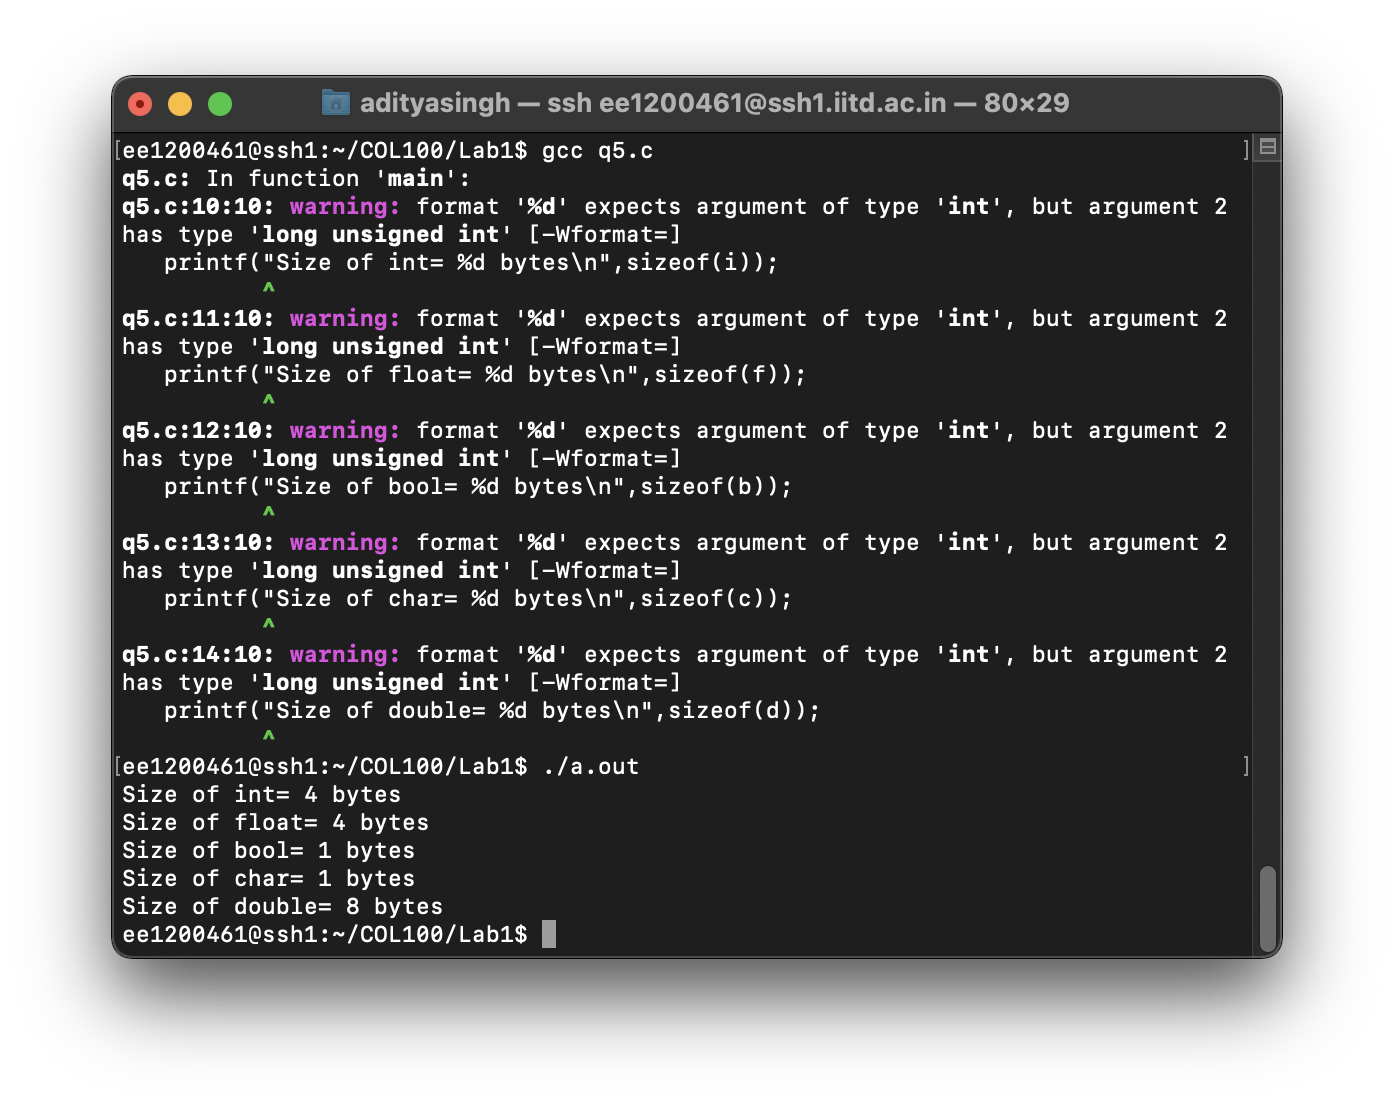 adityasingh — ssh ee1200461@ssh1.iitd.ac.in — 80×29
[ee1200461@ssh1:~/COL100/Lab1$ gcc q5.c ]
q5.c: In function 'main':
q5.c:10:10: warning: format '%d' expects argument of type 'int', but argument 2
has type 'long unsigned int' [-Wformat=]
   printf("Size of int= %d bytes\n",sizeof(i));
          ^
q5.c:11:10: warning: format '%d' expects argument of type 'int', but argument 2
has type 'long unsigned int' [-Wformat=]
   printf("Size of float= %d bytes\n",sizeof(f));
          ^
q5.c:12:10: warning: format '%d' expects argument of type 'int', but argument 2
has type 'long unsigned int' [-Wformat=]
   printf("Size of bool= %d bytes\n",sizeof(b));
          ^
q5.c:13:10: warning: format '%d' expects argument of type 'int', but argument 2
has type 'long unsigned int' [-Wformat=]
   printf("Size of char= %d bytes\n",sizeof(c));
          ^
q5.c:14:10: warning: format '%d' expects argument of type 'int', but argument 2
has type 'long unsigned int' [-Wformat=]
   printf("Size of double= %d bytes\n",sizeof(d));
          ^
[ee1200461@ssh1:~/COL100/Lab1$ ./a.out ]
Size of int= 4 bytes
Size of float= 4 bytes
Size of bool= 1 bytes
Size of char= 1 bytes
Size of double= 8 bytes
ee1200461@ssh1:~/COL100/Lab1$